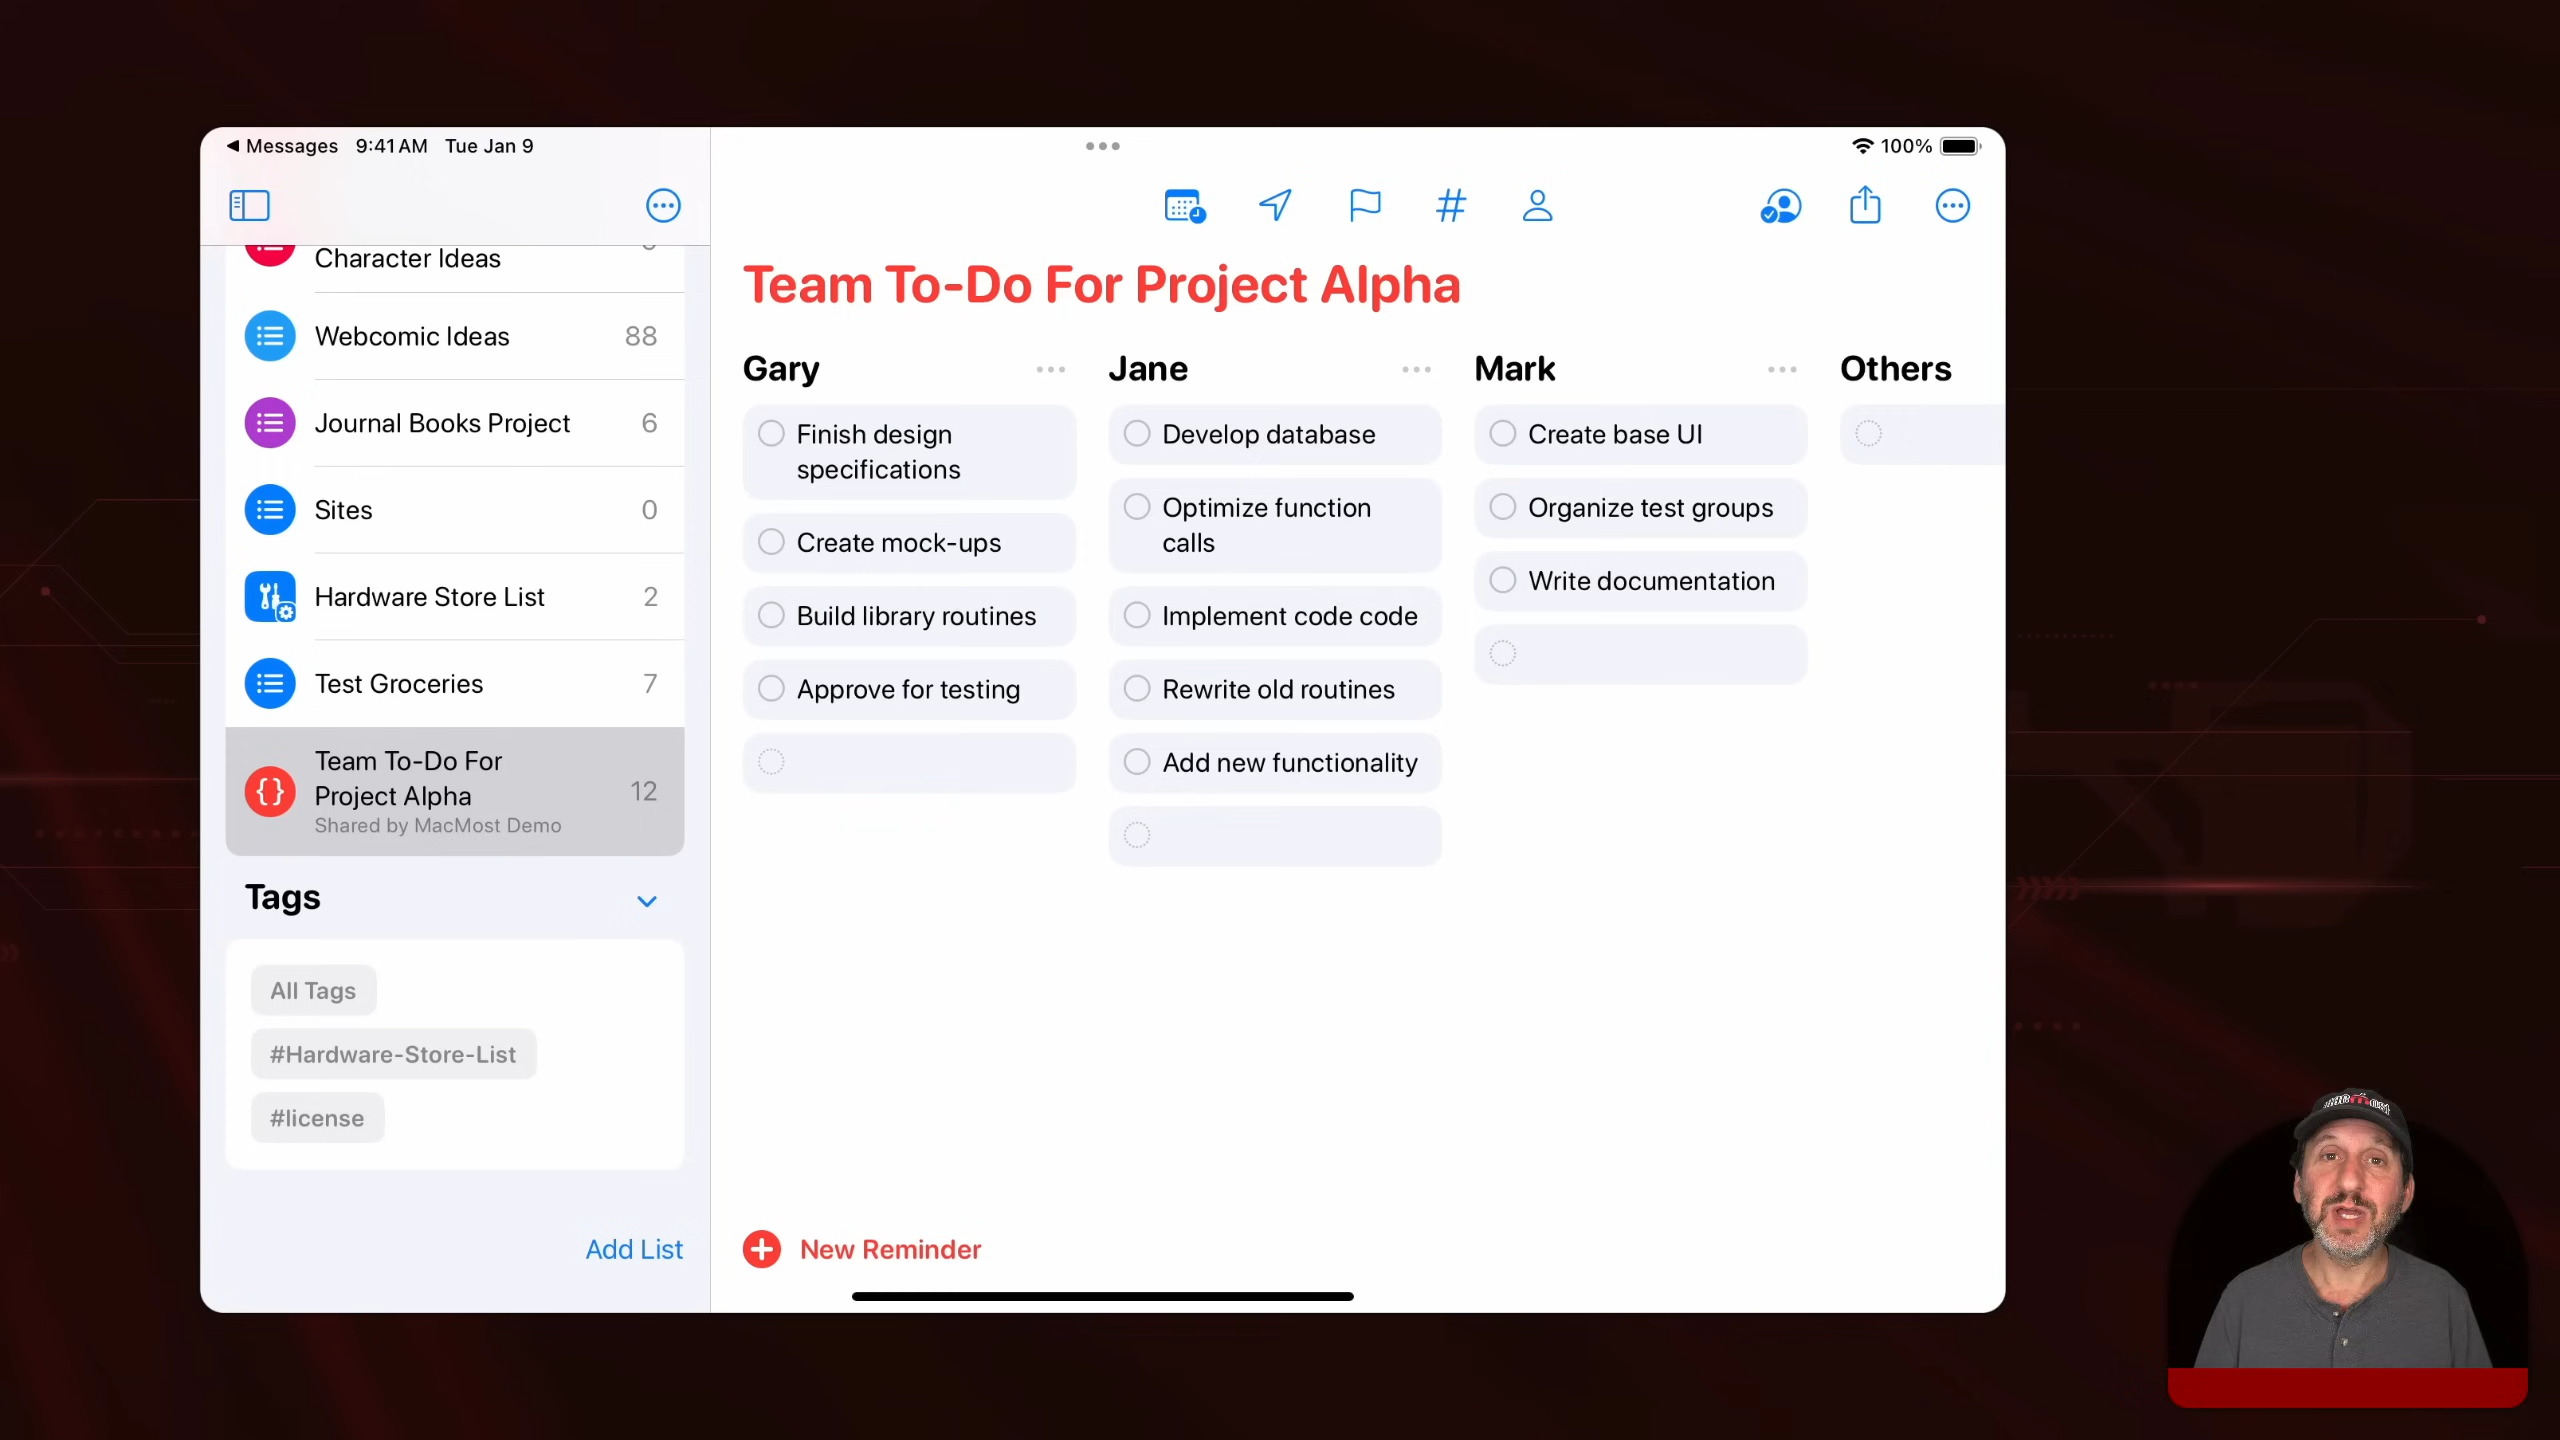 Messages 9:41 AM Tue Jan 9
100%
Character Ideas
Webcomic Ideas 88
Journal Books Project 6
Sites 0
Hardware Store List 2
Test Groceries 7
Team To-Do For
Project Alpha 12
Shared by MacMost Demo
Tags
All Tags
#Hardware-Store-List
#license
Add List
Team To-Do For Project Alpha
Gary
Finish design
specifications
Create mock-ups
Build library routines
Approve for testing
Jane
Develop database
Optimize function
calls
Implement code code
Rewrite old routines
Add new functionality
Mark
Create base UI
Organize test groups
Write documentation
Others
New Reminder